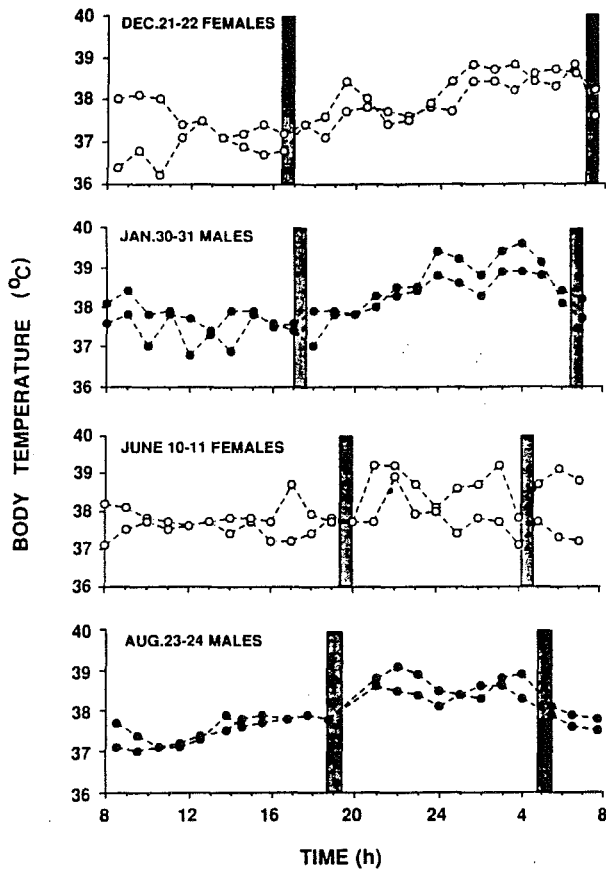 DEC.21-22 FEMALES
40
39
38
37
36
JAN.30-31 MALES
40
39
38
37
36
JUNE 10-11 FEMALES
40
39
38
37
36
AUG.23-24 MALES
40
39
38
37
36
8 12 16 20 24 4 8
TIME (h)
BODY TEMPERATURE (°C)